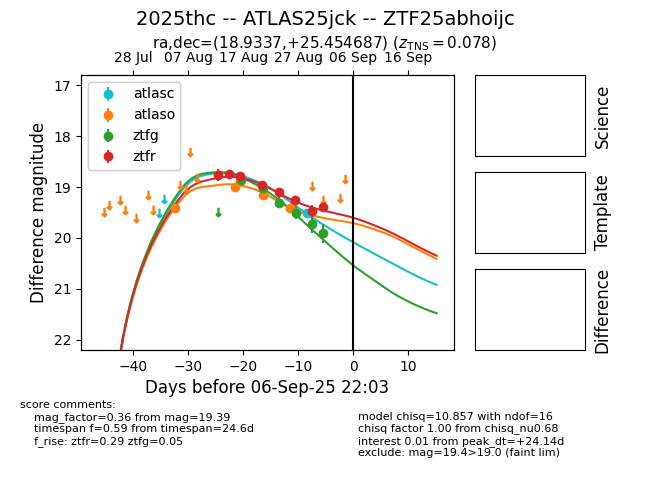 2025thc -- ATLAS25jck -- ZTF25abhoijc
ra,dec=(18.9337,+25.454687) (z_TNS = 0.078)
28 Jul 07 Aug 17 Aug 27 Aug 06 Sep 16 Sep
atlasc
atlaso
ztfg
ztfr
17
18
19
20
21
22
Difference magnitude
−40 −30 −20 −10 0 10
Days before 06-Sep-25 22:03
Science
Template
Difference
score comments:
mag_factor=0.36 from mag=19.39
timespan f=0.59 from timespan=24.6d
f_rise: ztfr=0.29 ztfg=0.05
model chisq=10.857 with ndof=16
chisq factor 1.00 from chisq_nu0.68
interest 0.01 from peak_dt=+24.14d
exclude: mag=19.4>19.0 (faint lim)